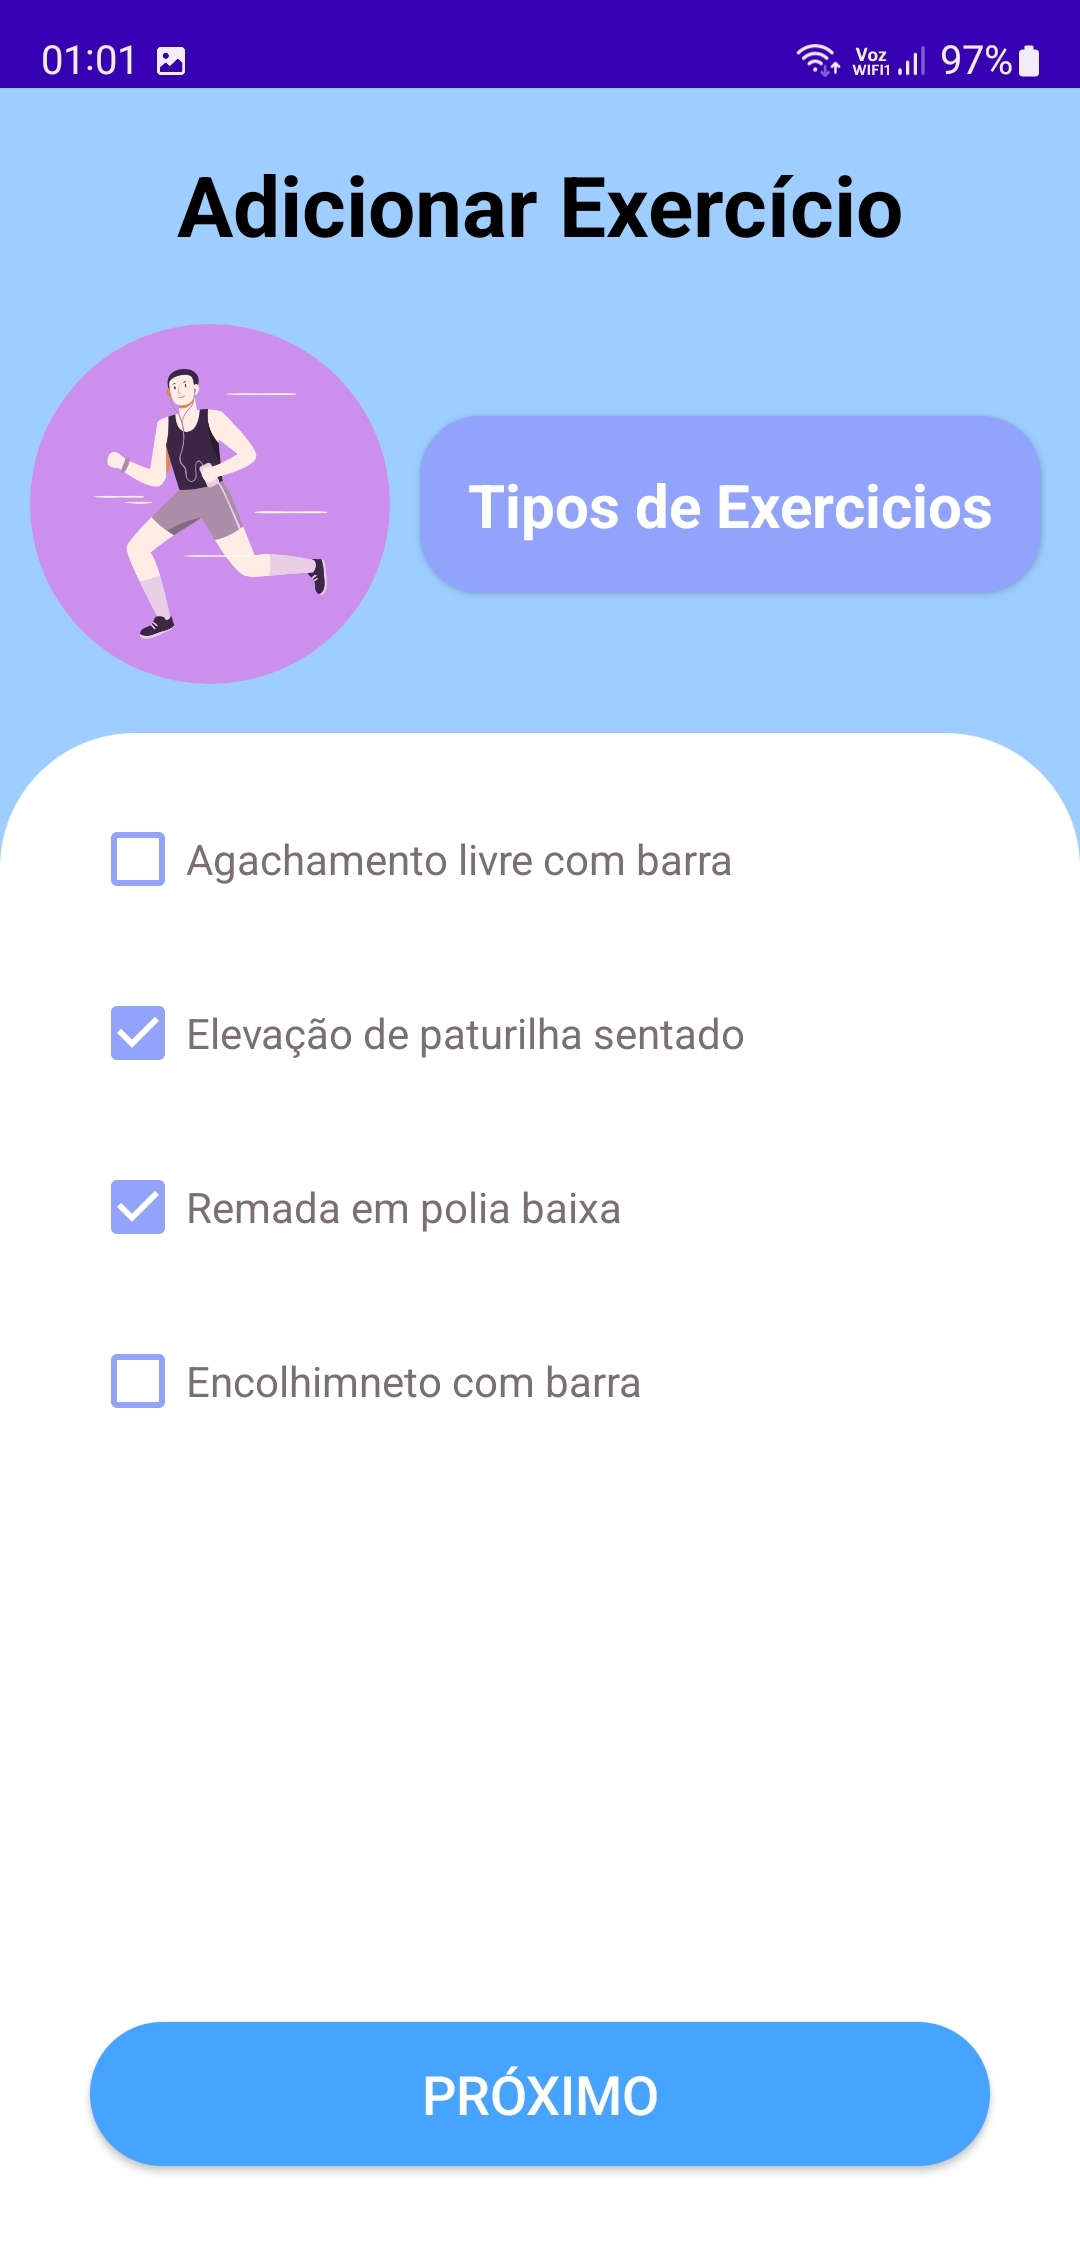 01:01
Voz
WIFI1
97%
Adicionar Exercício
Tipos de Exercicios
Agachamento livre com barra
Elevação de paturilha sentado
Remada em polia baixa
Encolhimneto com barra
PRÓXIMO